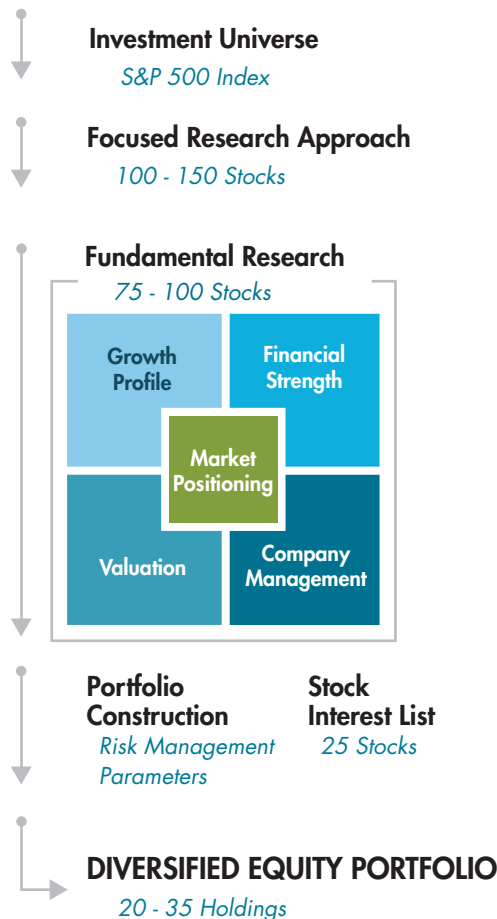 Investment Universe
S&P 500 Index
Focused Research Approach
100 - 150 Stocks
Fundamental Research
75 - 100 Stocks
Growth
Profile
Financial
Strength
Market
Positioning
Valuation
Company
Management
Portfolio
Construction
Risk Management
Parameters
Stock
Interest List
25 Stocks
DIVERSIFIED EQUITY PORTFOLIO
20 - 35 Holdings